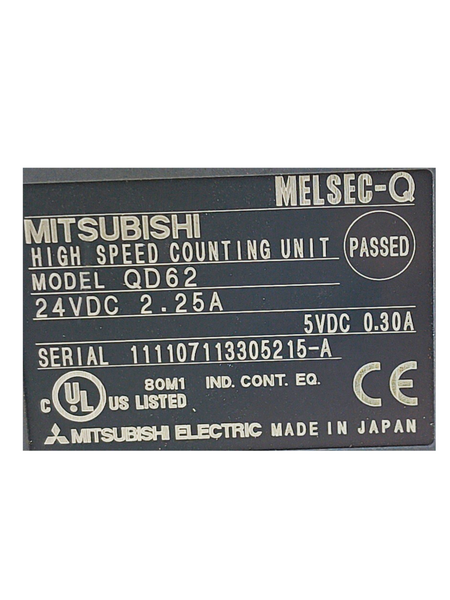 MELSEC-Q
MITSUBISHI
HIGH SPEED COUNTING UNIT
PASSED
MODEL QD62
24VDC 2.25A
5VDC 0.30A
SERIAL 111107113305215-A
C UL US LISTED
80M1 IND. CONT. EQ.
CE
MITSUBISHI ELECTRIC MADE IN JAPAN